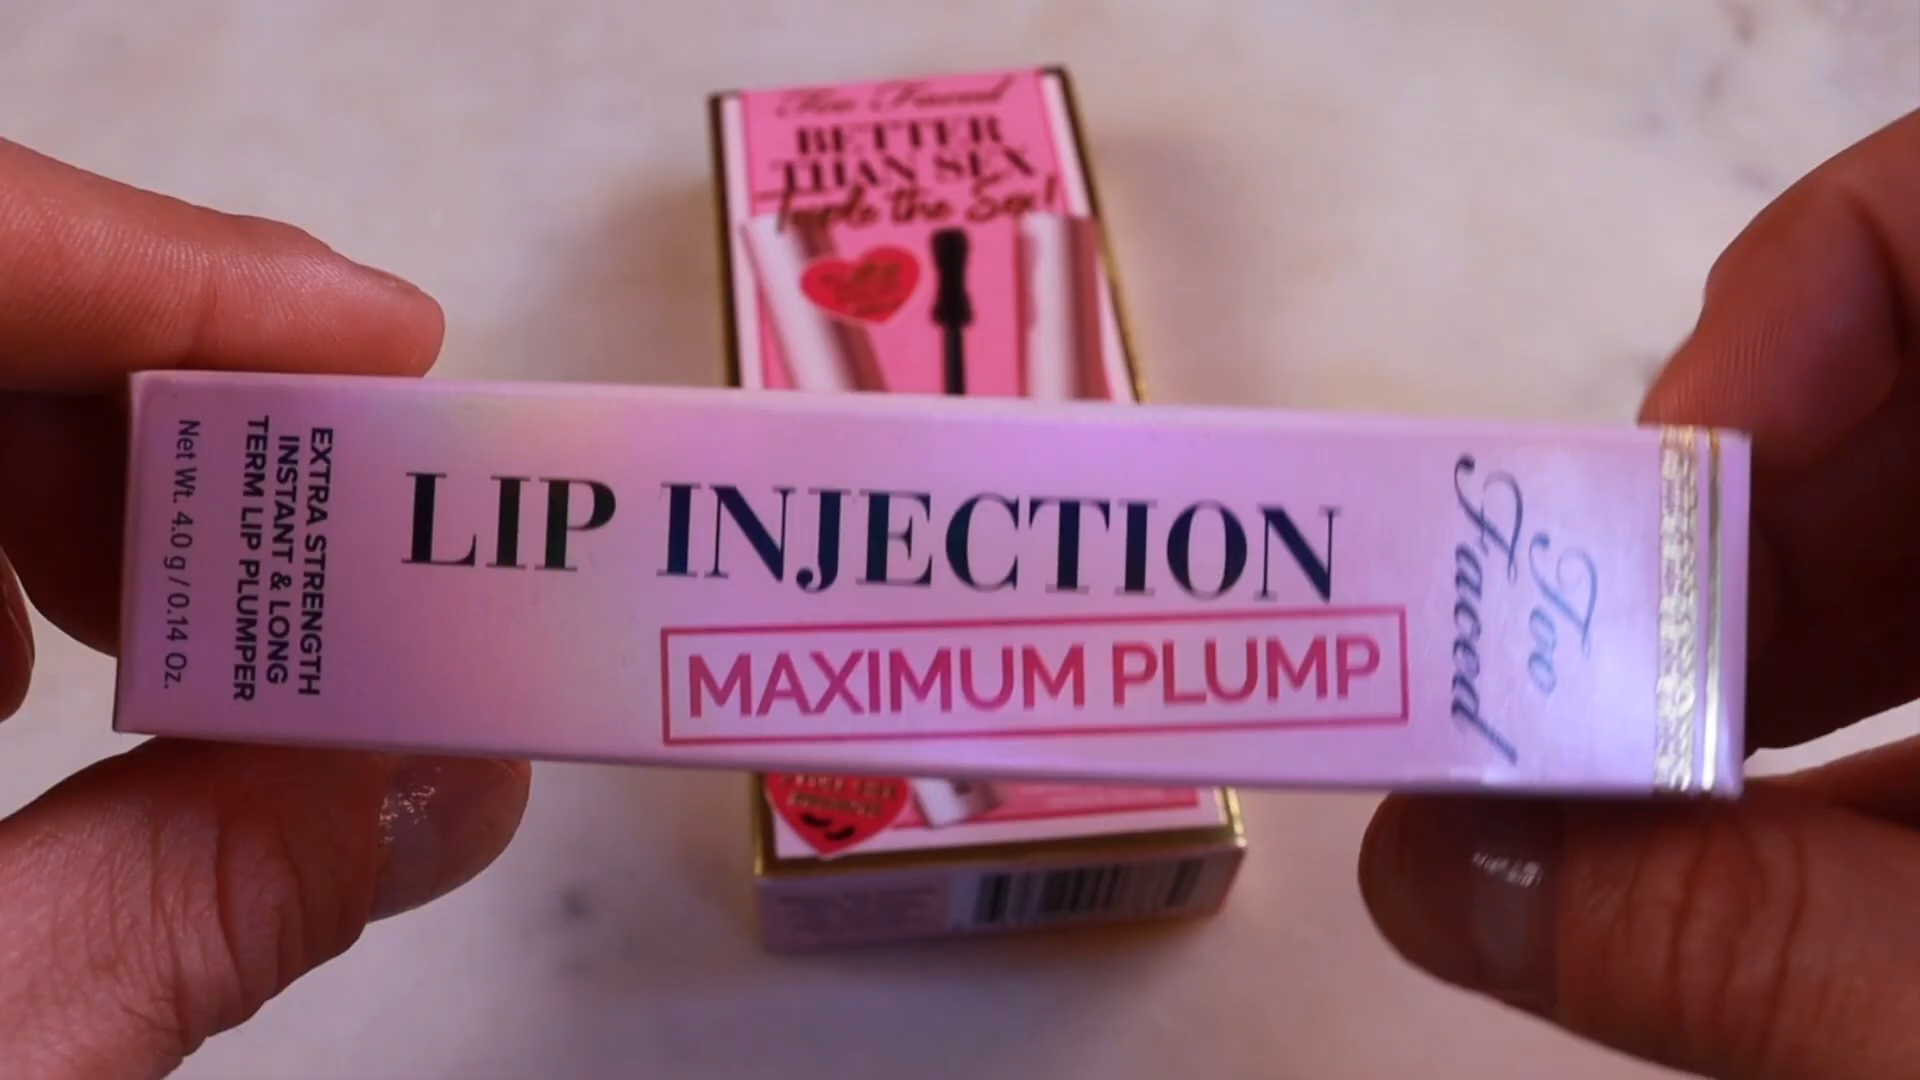 Too Faced
BETTER
THAN SEX
Triple the Sex!
LIP INJECTION
MAXIMUM PLUMP
Too
Faced
EXTRA STRENGTH
INSTANT & LONG
TERM LIP PLUMPER
Net Wt. 4.0 g / 0.14 Oz.